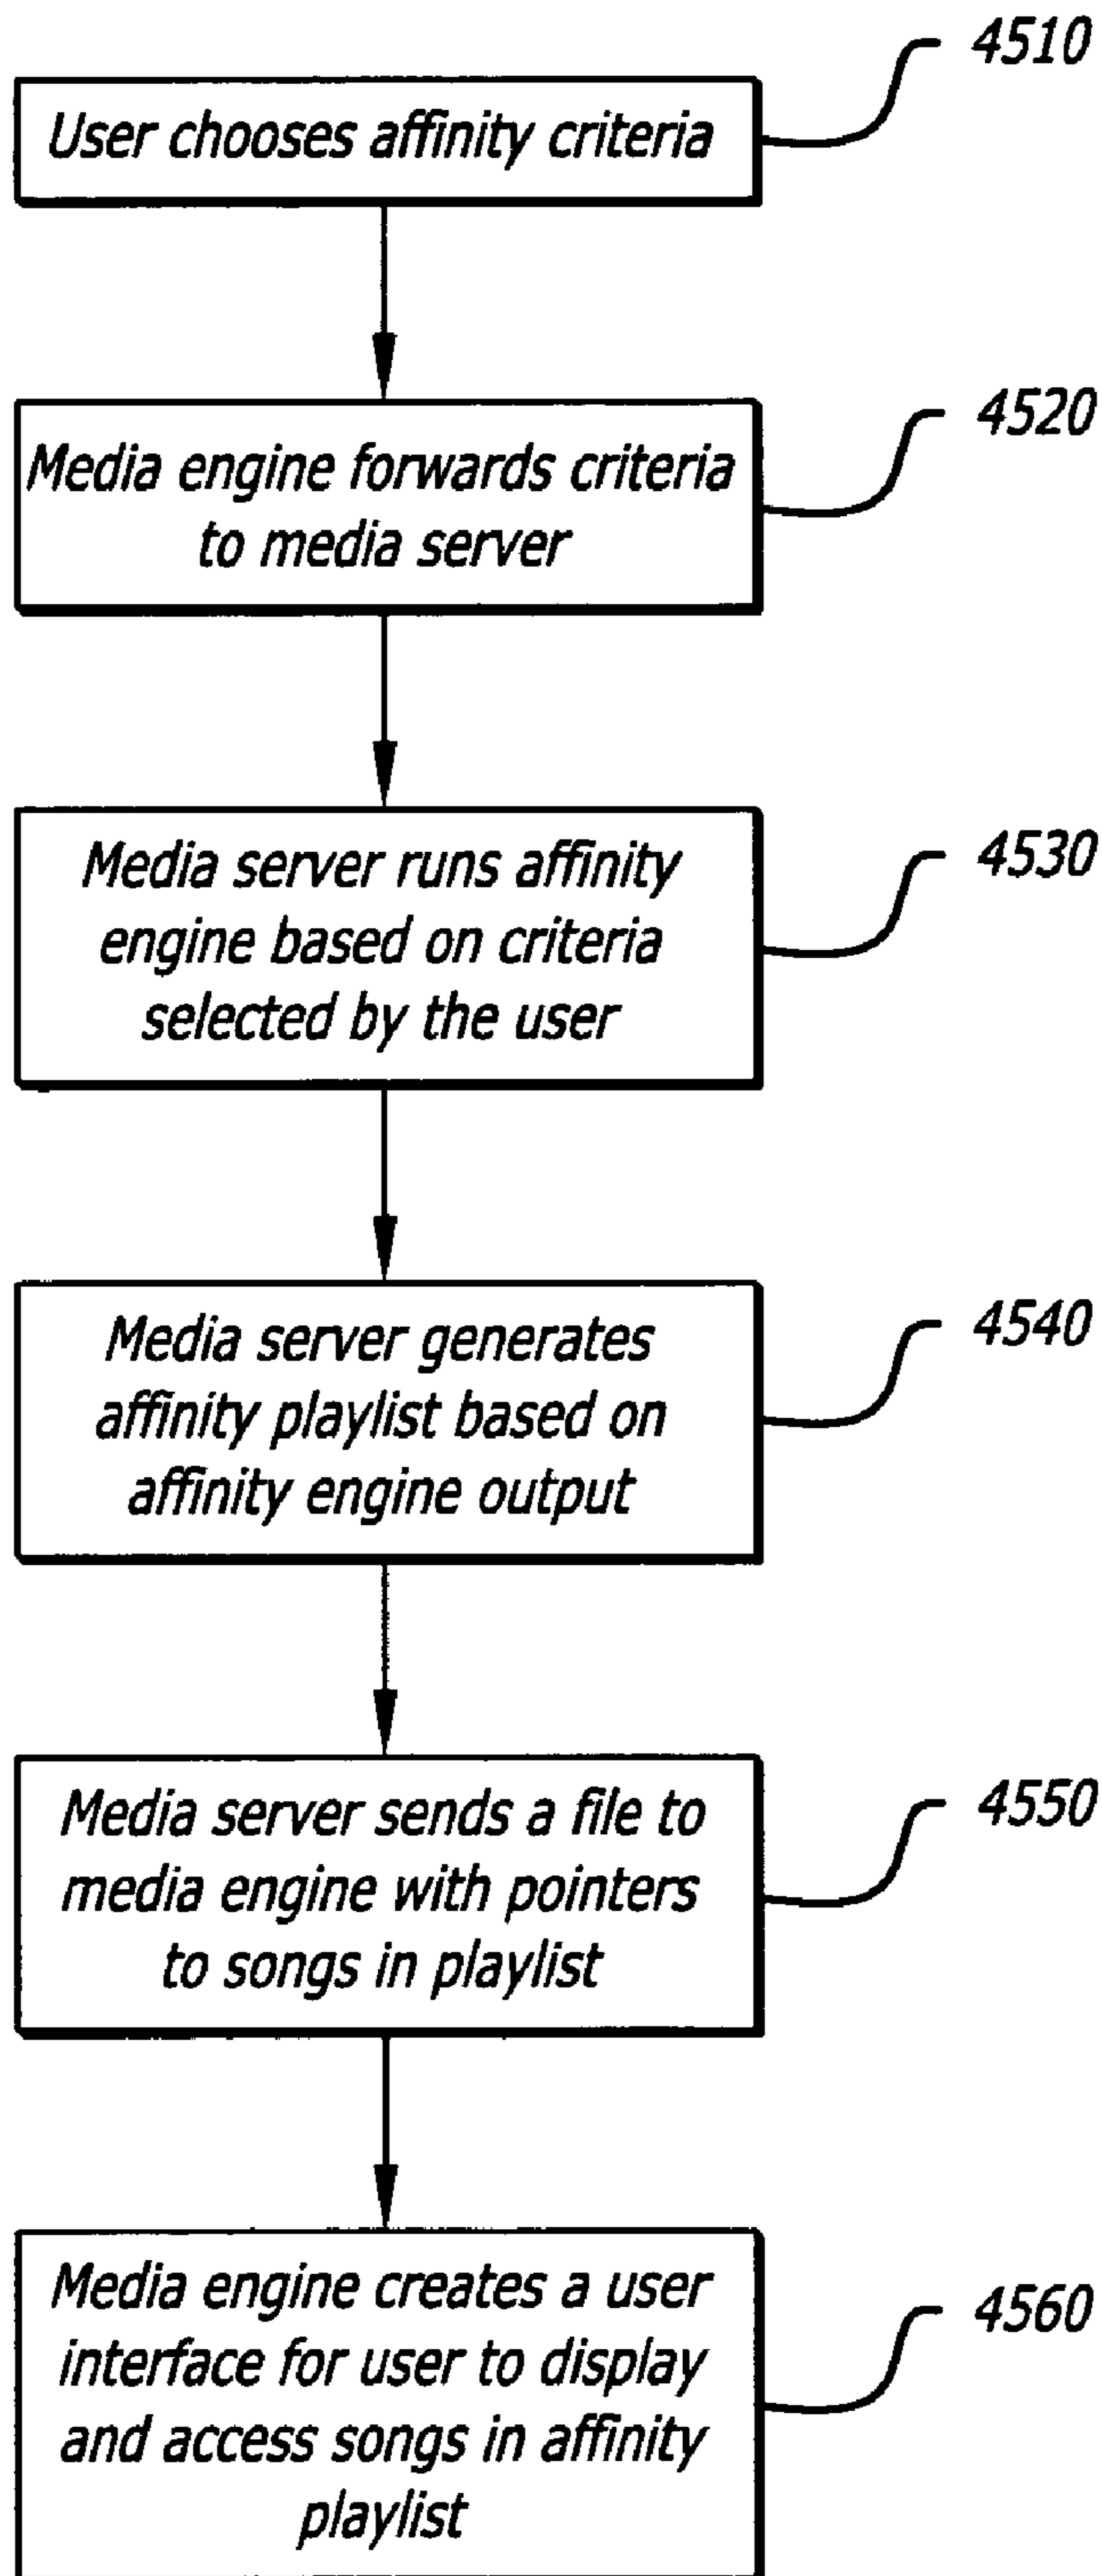 4510
User chooses affinity criteria
4520
Media engine forwards criteria
to media server
4530
Media server runs affinity
engine based on criteria
selected by the user
4540
Media server generates
affinity playlist based on
affinity engine output
4550
Media server sends a file to
media engine with pointers
to songs in playlist
4560
Media engine creates a user
interface for user to display
and access songs in affinity
playlist